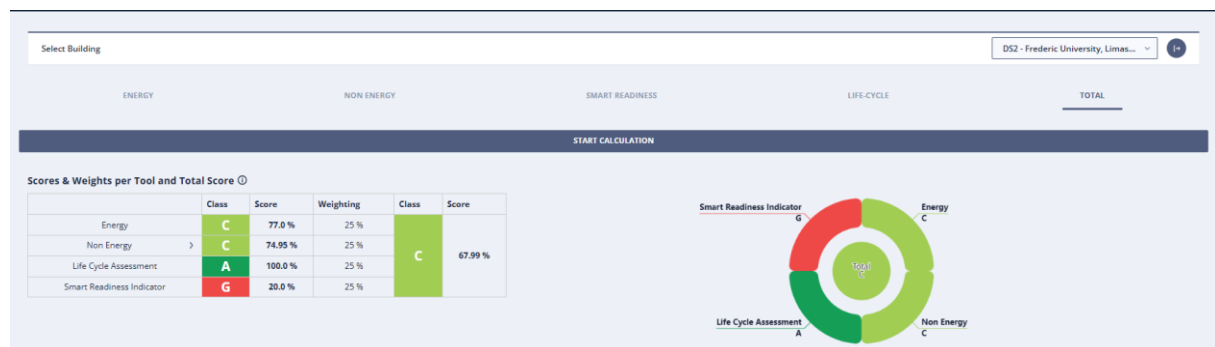 Select Building
DS2 - Frederic University, Limas...
ENERGY NON ENERGY SMART READINESS LIFE-CYCLE TOTAL
START CALCULATION
Scores & Weights per Tool and Total Score
Class Score Weighting Class Score
Energy C 77.0 % 25 %
Non Energy > C 74.95 % 25 %
Life Cycle Assessment A 100.0 % 25 %
Smart Readiness Indicator G 20.0 % 25 %
C 67.99 %
Smart Readiness Indicator
G
Energy
C
Total
C
Life Cycle Assessment
A
Non Energy
C